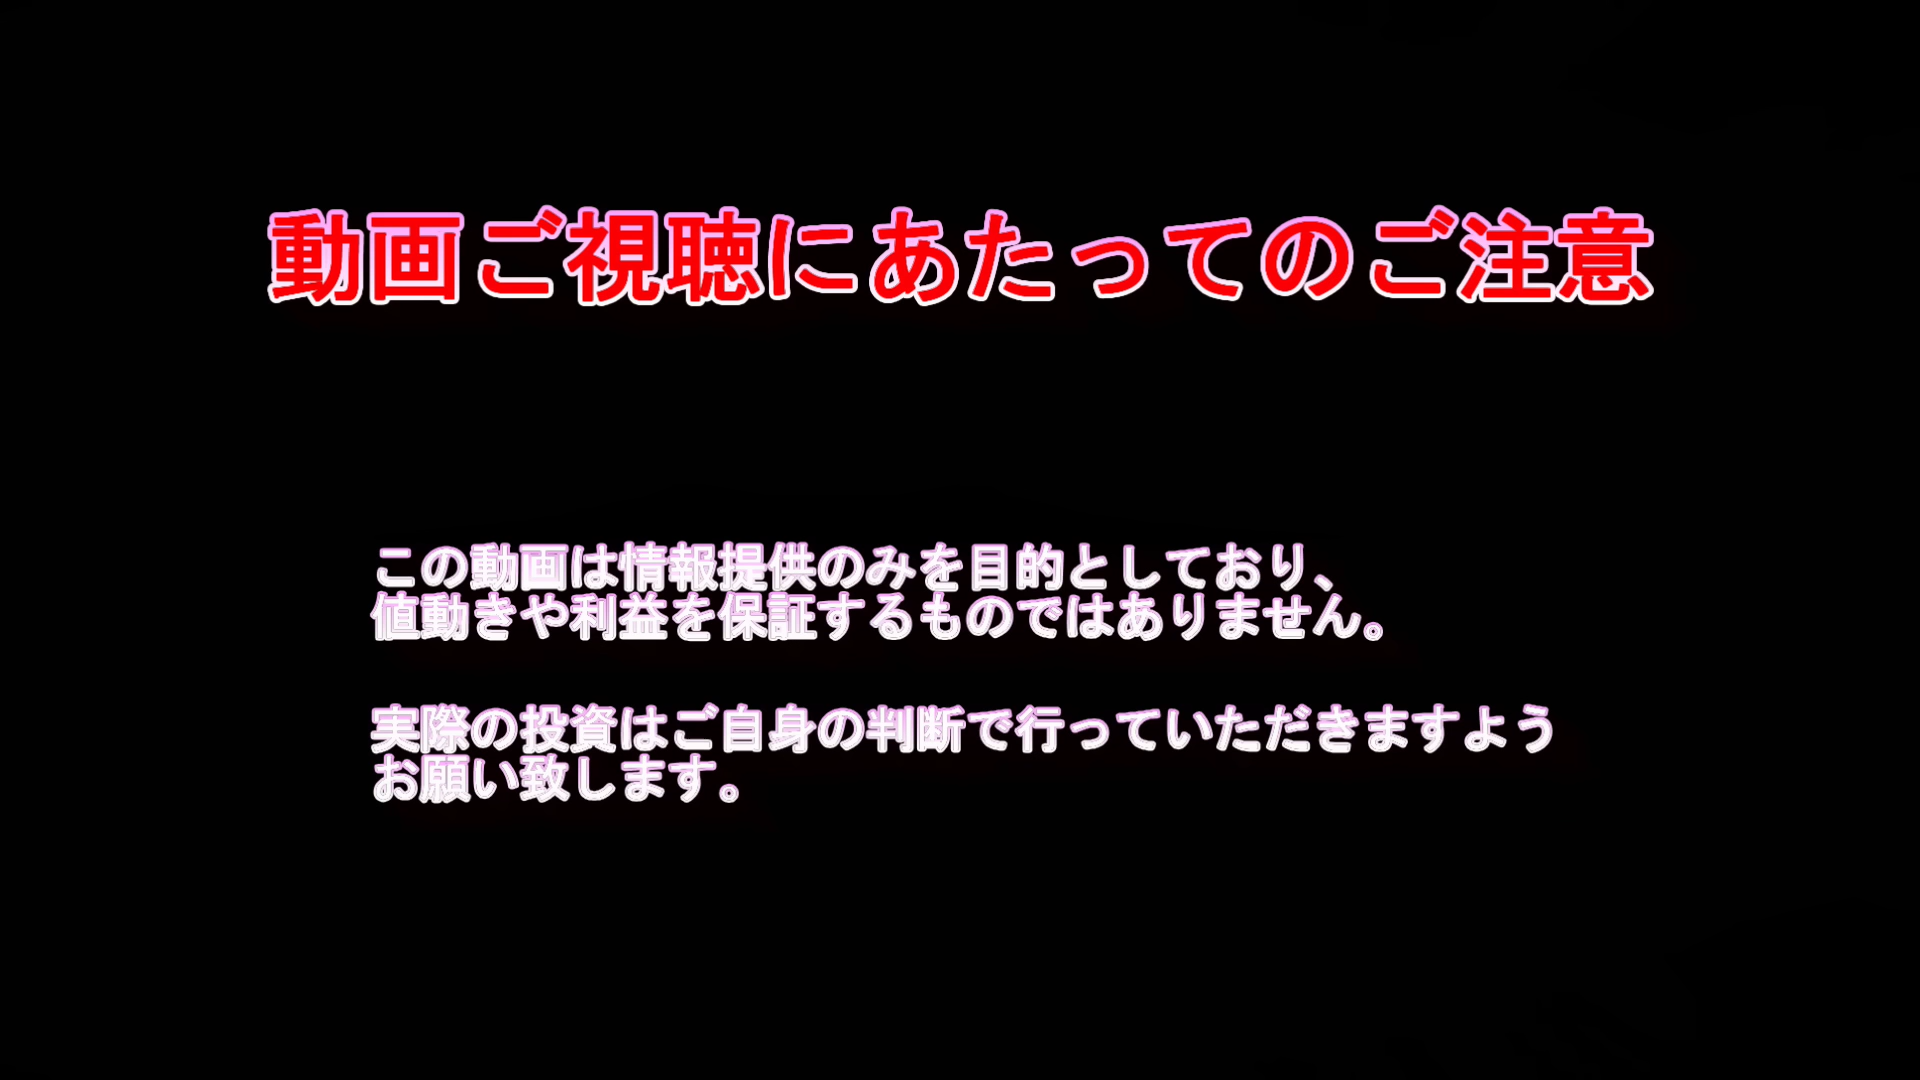 動画ご視聴にあたってのご注意
この動画は情報提供のみを目的としており、
値動きや利益を保証するものではありません。
実際の投資はご自身の判断で行っていただきますよう
お願い致します。